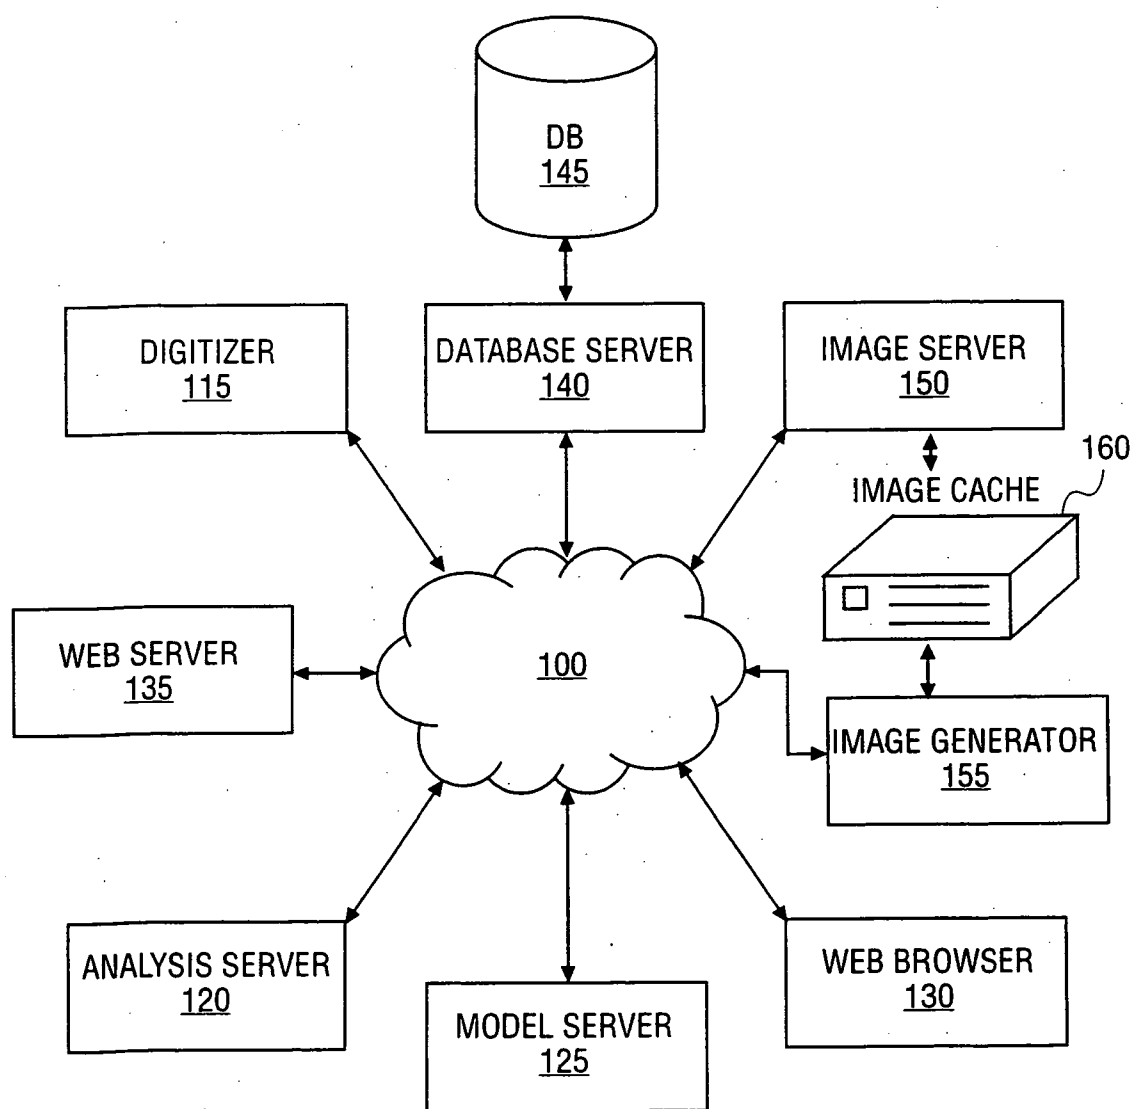 DB
145
DIGITIZER
115
DATABASE SERVER
140
IMAGE SERVER
150
160
IMAGE CACHE
WEB SERVER
135
100
IMAGE GENERATOR
155
ANALYSIS SERVER
120
MODEL SERVER
125
WEB BROWSER
130